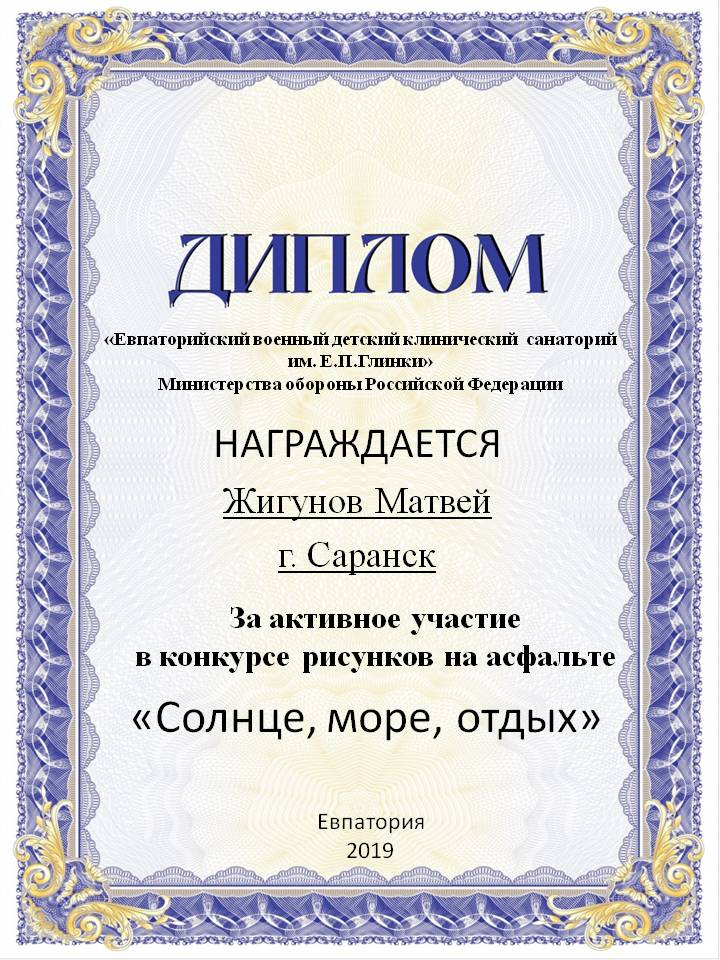 ДИПЛОМ
«Евпаторийский военный детский клинический санаторий
им. Е.П.Глинки»
Министерства обороны Российской Федерации
НАГРАЖДАЕТСЯ
Жигунов Матвей
г. Саранск
За активное участие
в конкурсе рисунков на асфальте
«Солнце, море, отдых»
Евпатория
2019